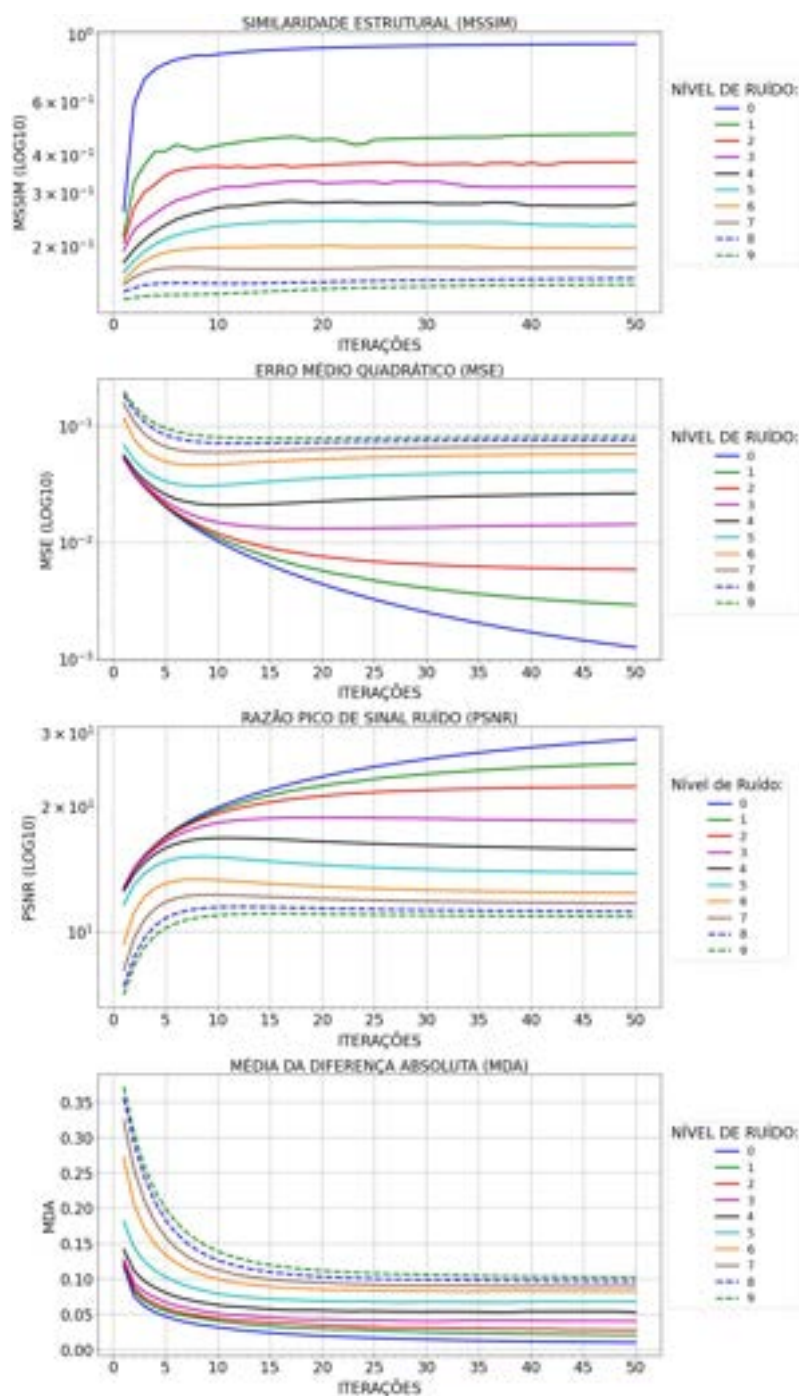 SIMILARIDADE ESTRUTURAL (MSSIM)
10⁰
6 × 10⁻¹
4 × 10⁻¹
3 × 10⁻¹
2 × 10⁻¹
MSSIM (LOG10)
0 10 20 30 40 50
ITERAÇÕES
NÍVEL DE RUÍDO:
0
1
2
3
4
5
6
7
8
9
ERRO MÉDIO QUADRÁTICO (MSE)
10⁻¹
10⁻²
10⁻³
MSE (LOG10)
0 5 10 15 20 25 30 35 40 45 50
ITERAÇÕES
NÍVEL DE RUÍDO:
0
1
2
3
4
5
6
7
8
9
RAZÃO PICO DE SINAL RUÍDO (PSNR)
3 × 10¹
2 × 10¹
10¹
PSNR (LOG10)
0 5 10 15 20 25 30 35 40 45 50
ITERAÇÕES
Nível de Ruído:
0
1
2
3
4
5
6
7
8
9
MÉDIA DA DIFERENÇA ABSOLUTA (MDA)
0.35
0.30
0.25
0.20
0.15
0.10
0.05
0.00
MDA
0 5 10 15 20 25 30 35 40 45 50
ITERAÇÕES
NÍVEL DE RUÍDO:
0
1
2
3
4
5
6
7
8
9